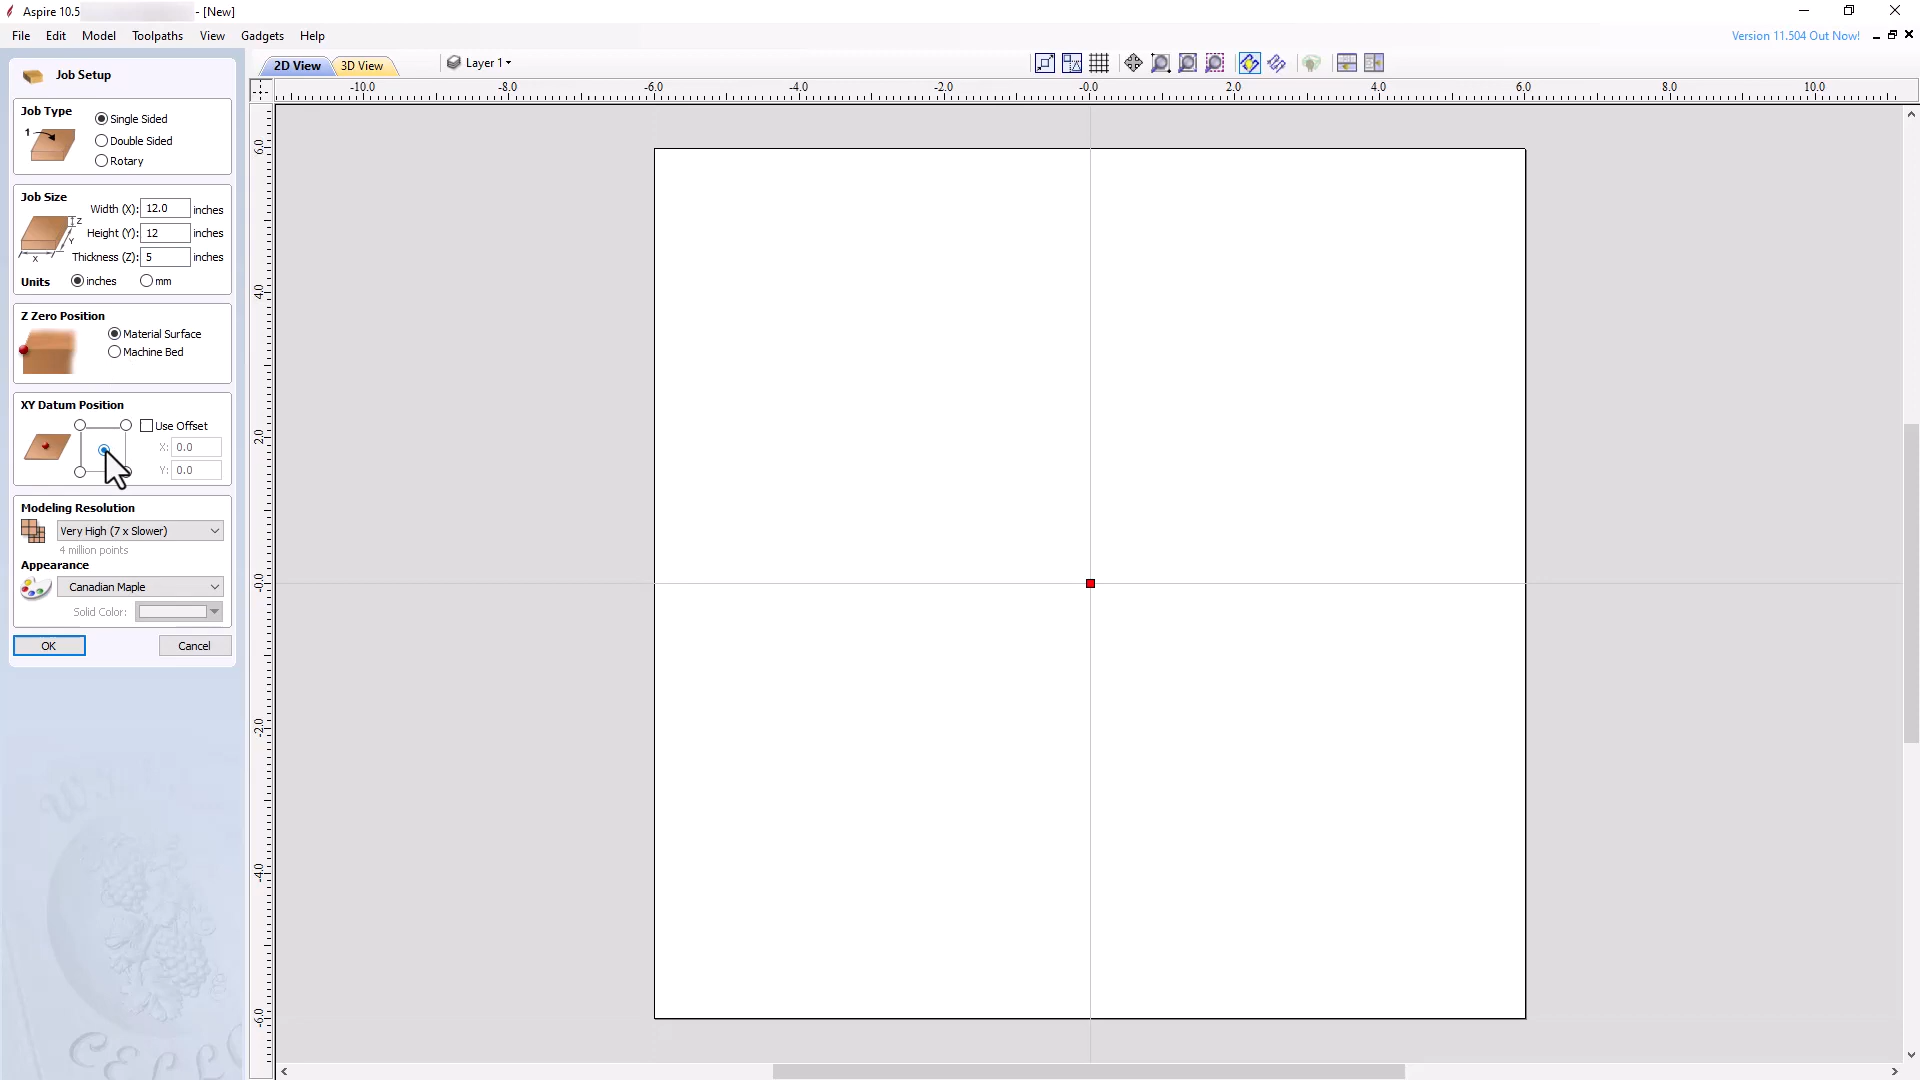 Aspire 10.5 - [New]
File Edit Model Toolpaths View Gadgets Help
Version 11.504 Out Now!
2D View 3D View Layer 1
Job Setup
-10.0 -8.0 -6.0 -4.0 -2.0 -0.0 2.0 4.0 6.0 8.0 10.0
6.0
4.0
2.0
-0.0
-2.0
-4.0
-6.0
Job Type
1
Single Sided
Double Sided
Rotary
Job Size
Width (X): 12.0 inches
Height (Y): 12 inches
Thickness (Z): 5 inches
Z
Y
X
Units inches mm
Z Zero Position
Material Surface
Machine Bed
XY Datum Position
Use Offset
X: 0.0
Y: 0.0
Modeling Resolution
Very High (7 x Slower)
4 million points
Appearance
Canadian Maple
Solid Color:
OK Cancel